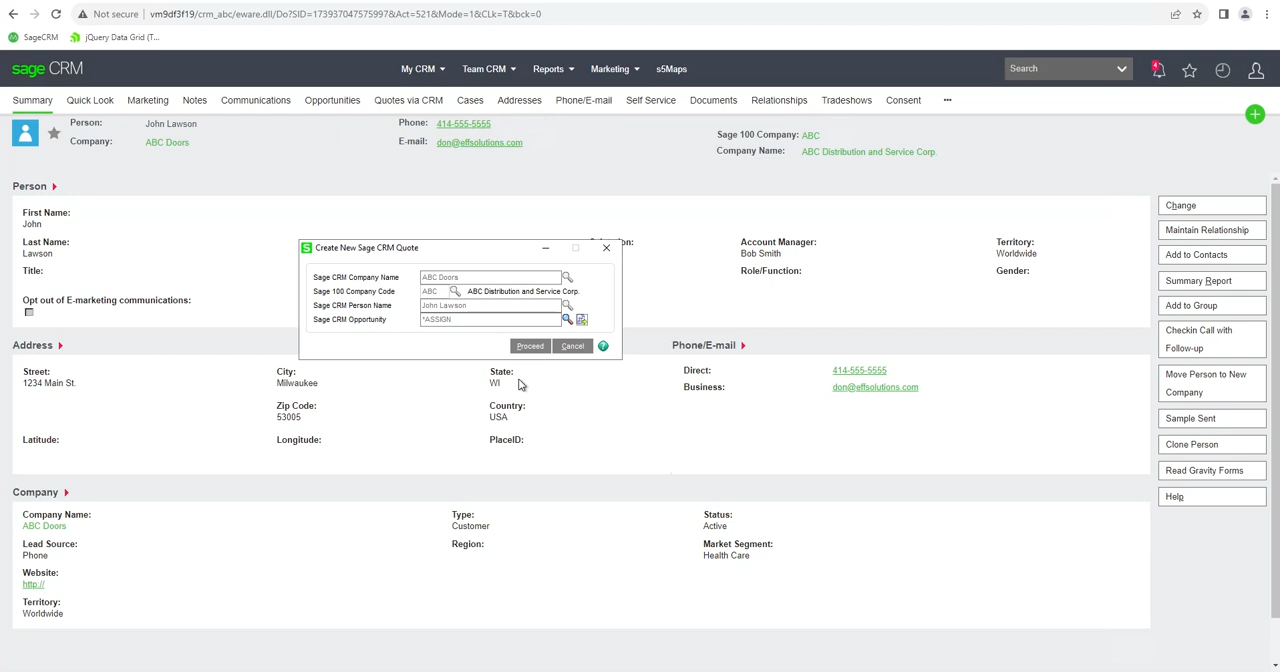 Not secure | vm9df3f19/crm_abc/eware.dll/Do?SID=173937047575997&Act=521&Mode=1&CLk=T&bck=0
SageCRM jQuery Data Grid (T...
sage CRM My CRM Team CRM Reports Marketing s5Maps Search 4
Summary Quick Look Marketing Notes Communications Opportunities Quotes via CRM Cases Addresses Phone/E-mail Self Service Documents Relationships Tradeshows Consent ...
Person: John Lawson Phone: 414-555-5555 Sage 100 Company: ABC
Company: ABC Doors E-mail: don@effsolutions.com Company Name: ABC Distribution and Service Corp.
Person
First Name:
John
Last Name: Account Manager: Territory:
Lawson Bob Smith Worldwide
Title: Role/Function: Gender:
Opt out of E-marketing communications:
Create New Sage CRM Quote
Sage CRM Company Name ABC Doors
Sage 100 Company Code ABC ABC Distribution and Service Corp.
Sage CRM Person Name John Lawson
Sage CRM Opportunity *ASSIGN
Proceed Cancel ?
Address Phone/E-mail
Street: City: State: Direct: 414-555-5555
1234 Main St. Milwaukee WI Business: don@effsolutions.com
Zip Code: Country:
53005 USA
Latitude: Longitude: PlaceID:
Company
Company Name: Type: Status:
ABC Doors Customer Active
Lead Source: Region: Market Segment:
Phone Health Care
Website:
http://
Territory:
Worldwide
Change
Maintain Relationship
Add to Contacts
Summary Report
Add to Group
Checkin Call with
Follow-up
Move Person to New
Company
Sample Sent
Clone Person
Read Gravity Forms
Help